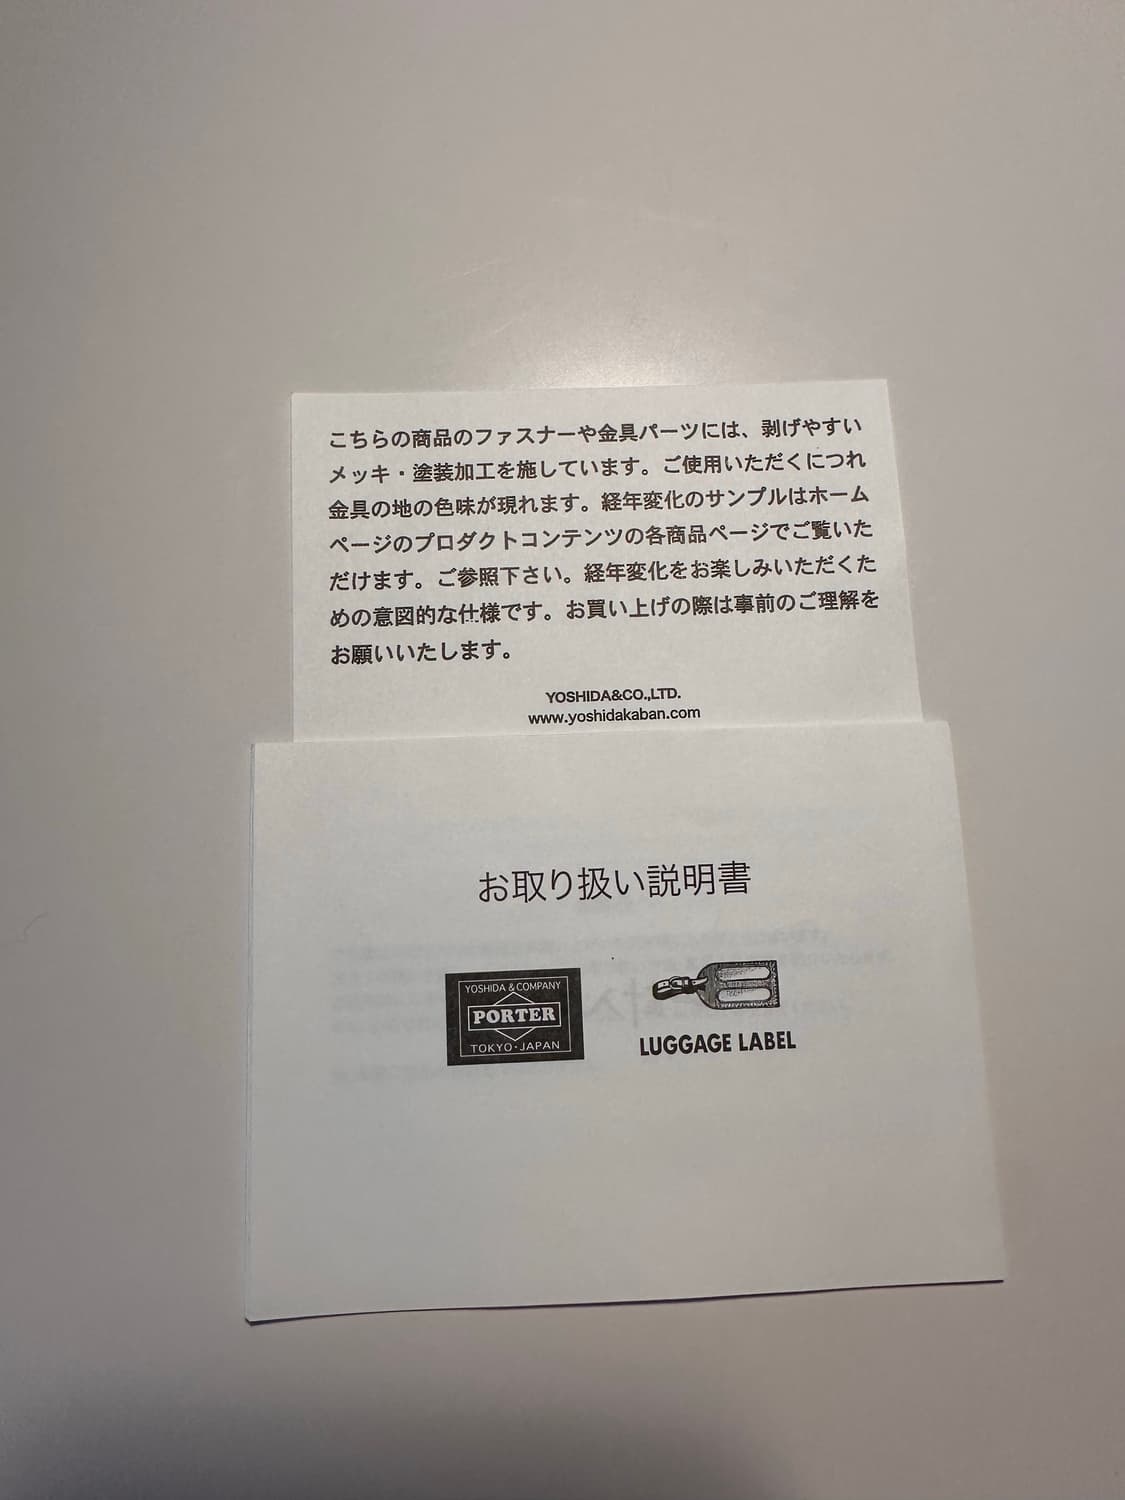 こちらの商品のファスナーや金具パーツには、剥げやすい
メッキ・塗装加工を施しています。ご使用いただくにつれ
金具の地の色味が現れます。経年変化のサンプルはホーム
ページのプロダクトコンテンツの各商品ページでご覧いた
だけます。ご参照下さい。経年変化をお楽しみいただくた
めの意図的な仕様です。お買い上げの際は事前のご理解を
お願いいたします。
YOSHIDA&CO.,LTD.
www.yoshidakaban.com
お取り扱い説明書
YOSHIDA & COMPANY
PORTER
TOKYO・JAPAN
LUGGAGE LABEL